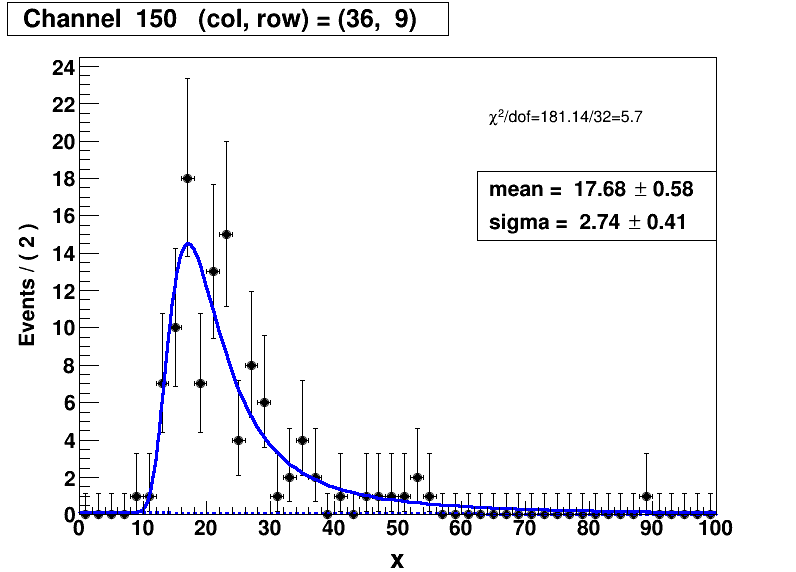 Channel 150 (col, row) = (36, 9)
24
22
20
18
16
14
12
10
8
6
4
2
0
Events / ( 2 )
χ²/dof=181.14/32=5.7
mean = 17.68 ± 0.58
sigma = 2.74 ± 0.41
0 10 20 30 40 50 60 70 80 90 100
x